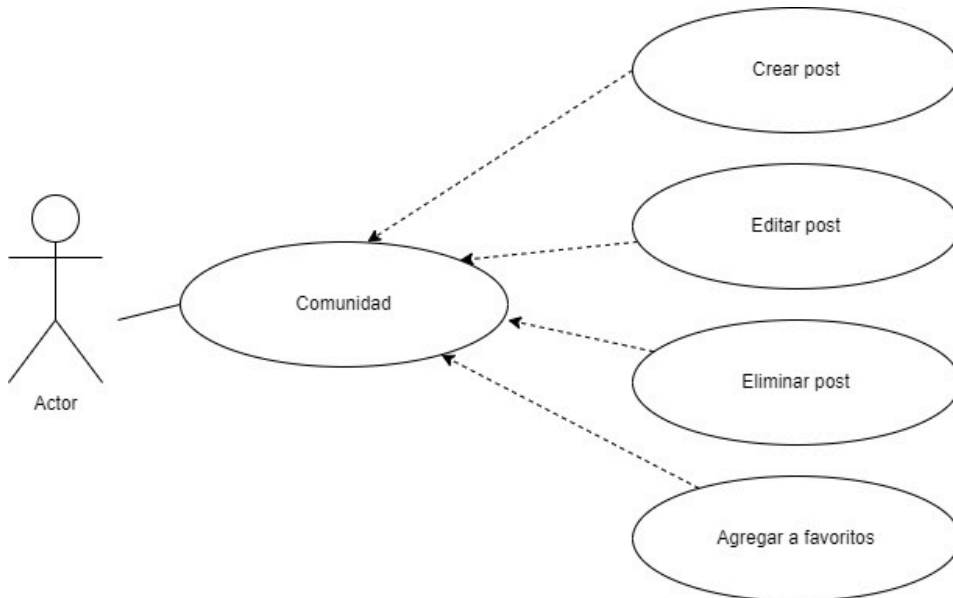 Crear post
Editar post
Comunidad
Eliminar post
Actor
Agregar a favoritos